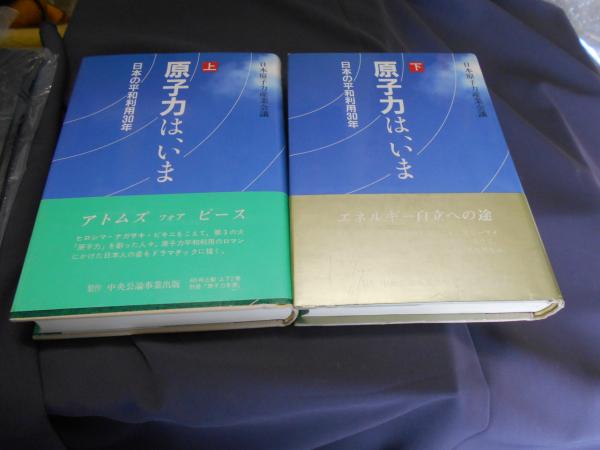 上
原子力は、いま
日本の平和利用30年
日本原子力産業会議
アトムズ フォア ピース
ヒロシマ・ナガサキ・ビキニをこえて、第3の火
「原子力」を創った人々。原子力平和利用のロマン
にかけた日本人の姿をドラマチックに描く。
製作 中央公論事業出版
下
原子力は、いま
日本の平和利用30年
日本原子力産業会議
エネルギー自立への途